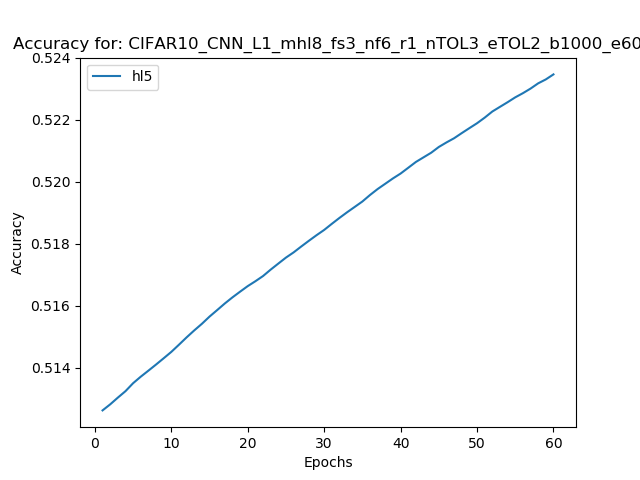 Accuracy for: CIFAR10_CNN_L1_mhl8_fs3_nf6_r1_nTOL3_eTOL2_b1000_e60
0.524
hl5
0.522
0.520
0.518
0.516
0.514
Accuracy
0 10 20 30 40 50 60
Epochs